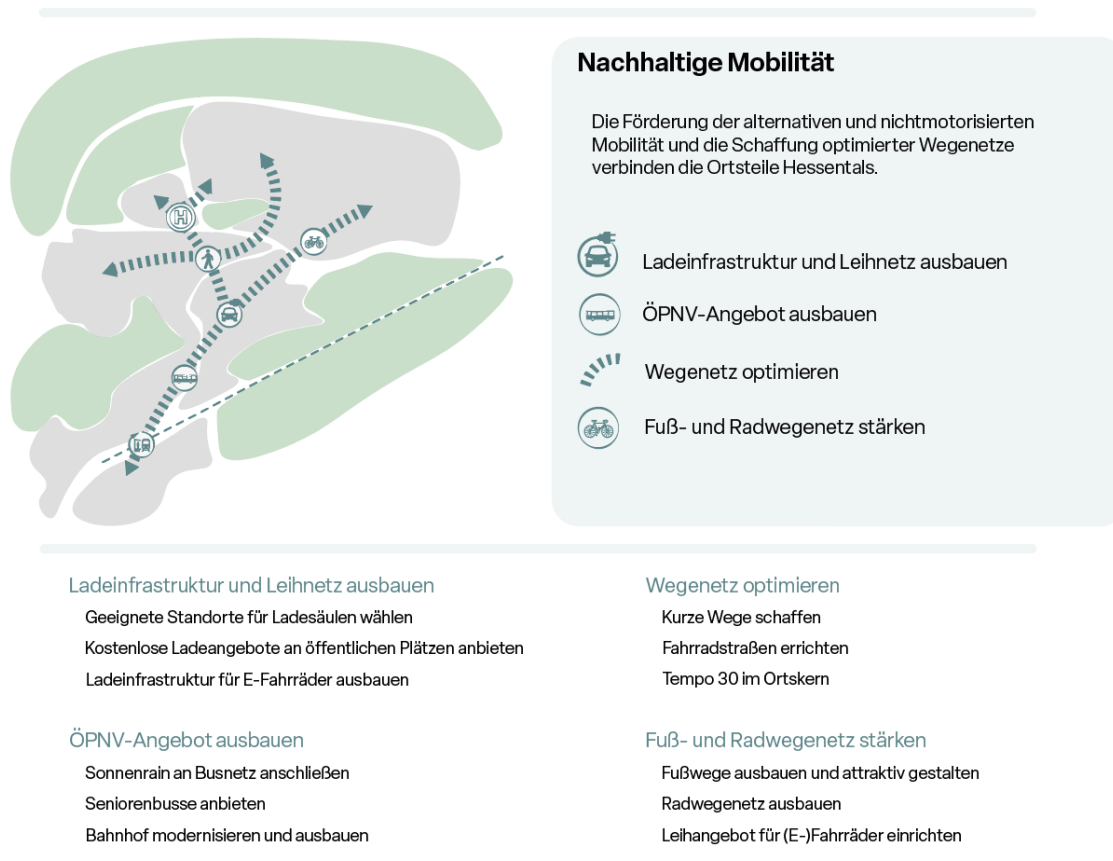 Nachhaltige Mobilität
Die Förderung der alternativen und nichtmotorisierten
Mobilität und die Schaffung optimierter Wegenetze
verbinden die Ortsteile Hessentals.
H
Ladeinfrastruktur und Leihnetz ausbauen
ÖPNV-Angebot ausbauen
Wegenetz optimieren
Fuß- und Radwegenetz stärken
Ladeinfrastruktur und Leihnetz ausbauen
Geeignete Standorte für Ladesäulen wählen
Kostenlose Ladeangebote an öffentlichen Plätzen anbieten
Ladeinfrastruktur für E-Fahrräder ausbauen
ÖPNV-Angebot ausbauen
Sonnenrain an Busnetz anschließen
Seniorenbusse anbieten
Bahnhof modernisieren und ausbauen
Wegenetz optimieren
Kurze Wege schaffen
Fahrradstraßen errichten
Tempo 30 im Ortskern
Fuß- und Radwegenetz stärken
Fußwege ausbauen und attraktiv gestalten
Radwegenetz ausbauen
Leihangebot für (E-)Fahrräder einrichten